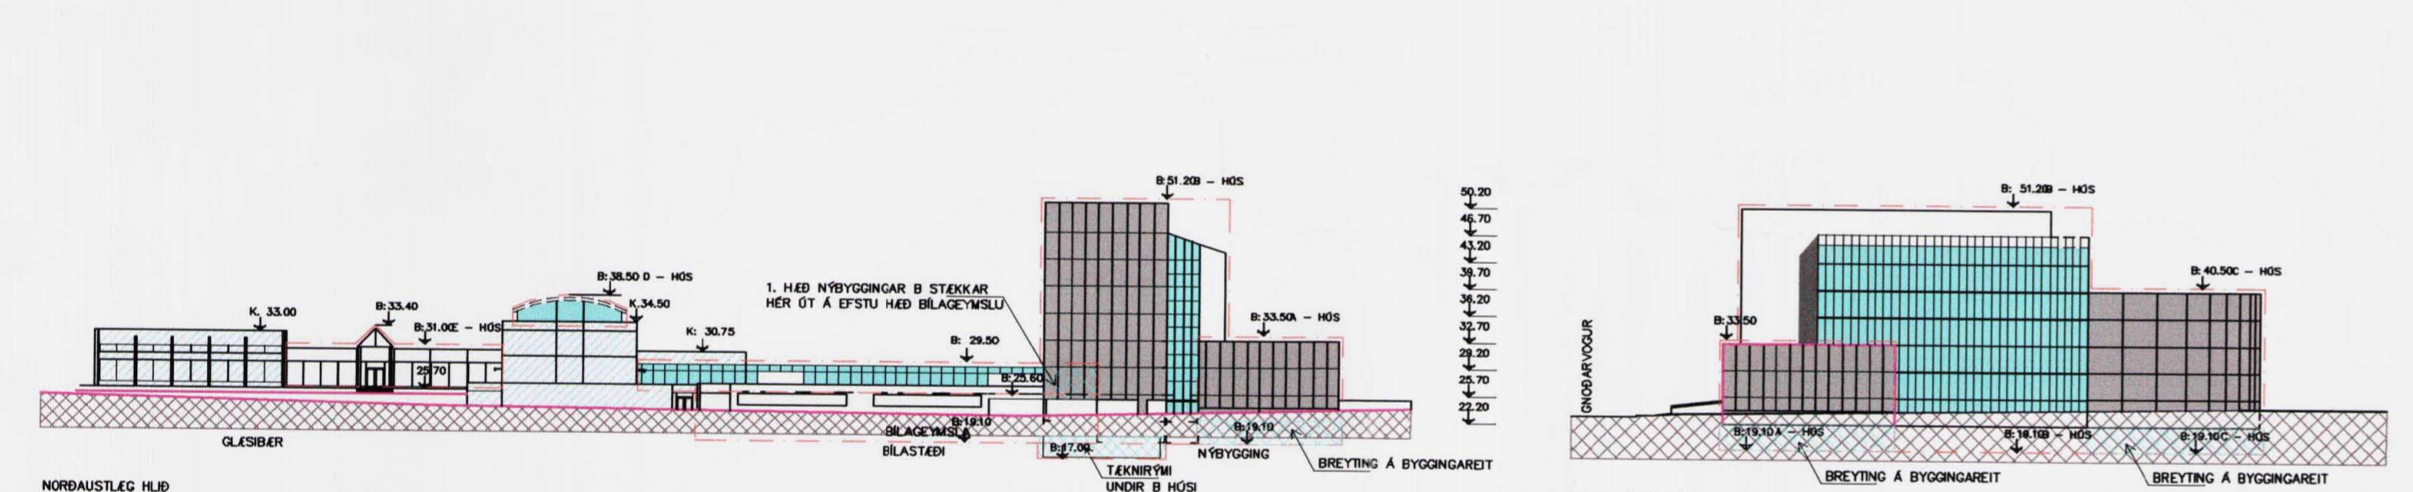 B:51.20B - HÚS
50.20
46.70
43.20
39.70
36.20
32.70
29.20
25.70
22.20
B:38.50 D - HÚS
K. 33.00
B:33.40
B:31.00E - HÚS
K.34.50
K: 30.75
25.70
1. HÆÐ NÝBYGGINGAR B STÆKKAR
HÉR ÚT Á EFSTU HÆÐ BÍLAGEYMSLU
B: 29.50
B:25.60
B:33.50A - HÚS
GLÆSIBÆR
B:19.10
BÍLAGEYMSLA
BÍLASTÆÐI
B:17.00
B:19.10
NÝBYGGING
BREYTING Á BYGGINGAREIT
TÆKNIRÝMI
UNDIR B HÚSI
NORÐAUSTLÆG HLIÐ
B: 51.20B - HÚS
B: 40.50C - HÚS
B:33.50
GNOÐARVOGUR
B:19.10 A - HÚS
B:19.10B - HÚS
B:19.10C - HÚS
BREYTING Á BYGGINGAREIT
BREYTING Á BYGGINGAREIT